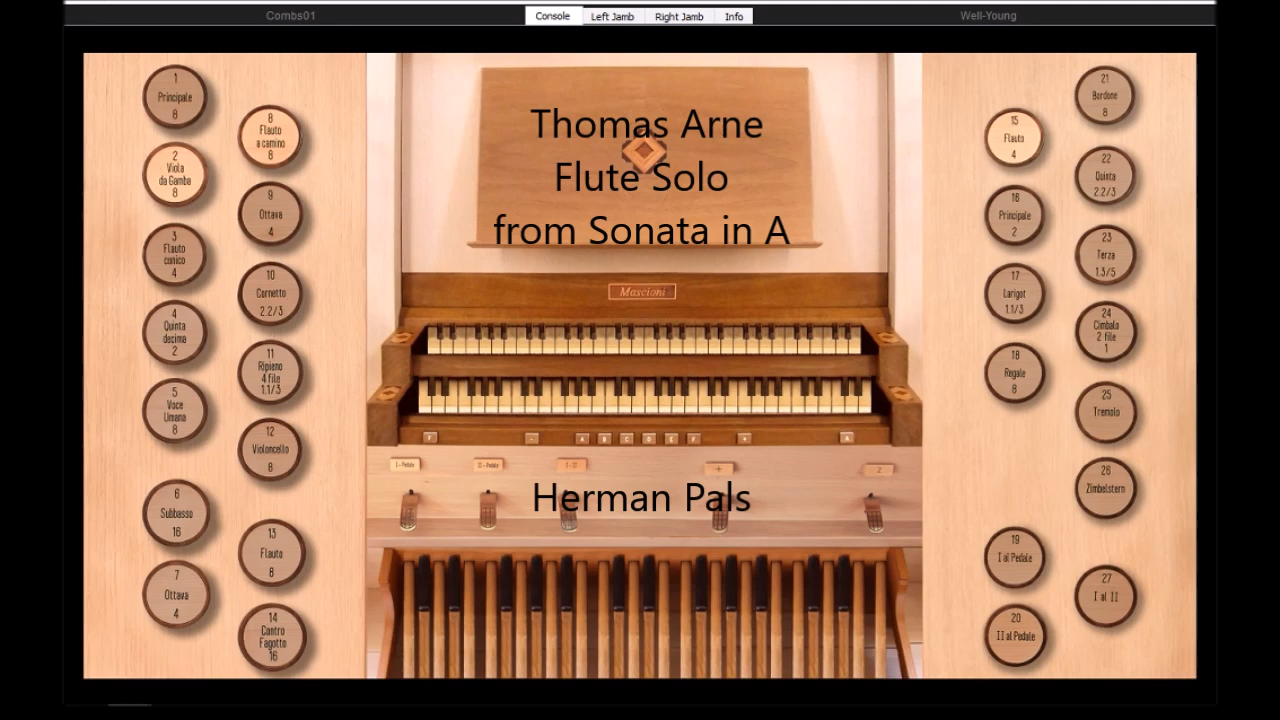 Combs01
Console
Left Jamb
Right Jamb
Info
Well-Young
1
Principale
8
2
Viola
da Gamba
8
3
Flauto
conico
4
4
Quinta
decima
2
5
Voce
Umana
8
6
Subbasso
16
7
Ottava
4
8
Flauto
a camino
8
9
Ottava
4
10
Cornetto
2.2/3
11
Ripieno
4 file
1.1/3
12
Violoncello
8
13
Flauto
8
14
Contro
Fagotto
16
Thomas Arne
Flute Solo
from Sonata in A
Mascioni
F
-
A
B
C
D
E
F
+
A
I - Pedale
II - Pedale
I - II
+
Z
Herman Pals
15
Flauto
4
16
Principale
2
17
Larigot
1.1/3
18
Regale
8
19
I al Pedale
20
II al Pedale
21
Bordone
8
22
Quinta
2.2/3
23
Terza
1.3/5
24
Cimbalo
2 file
1
25
Tremolo
26
Zimbelstern
27
I al II